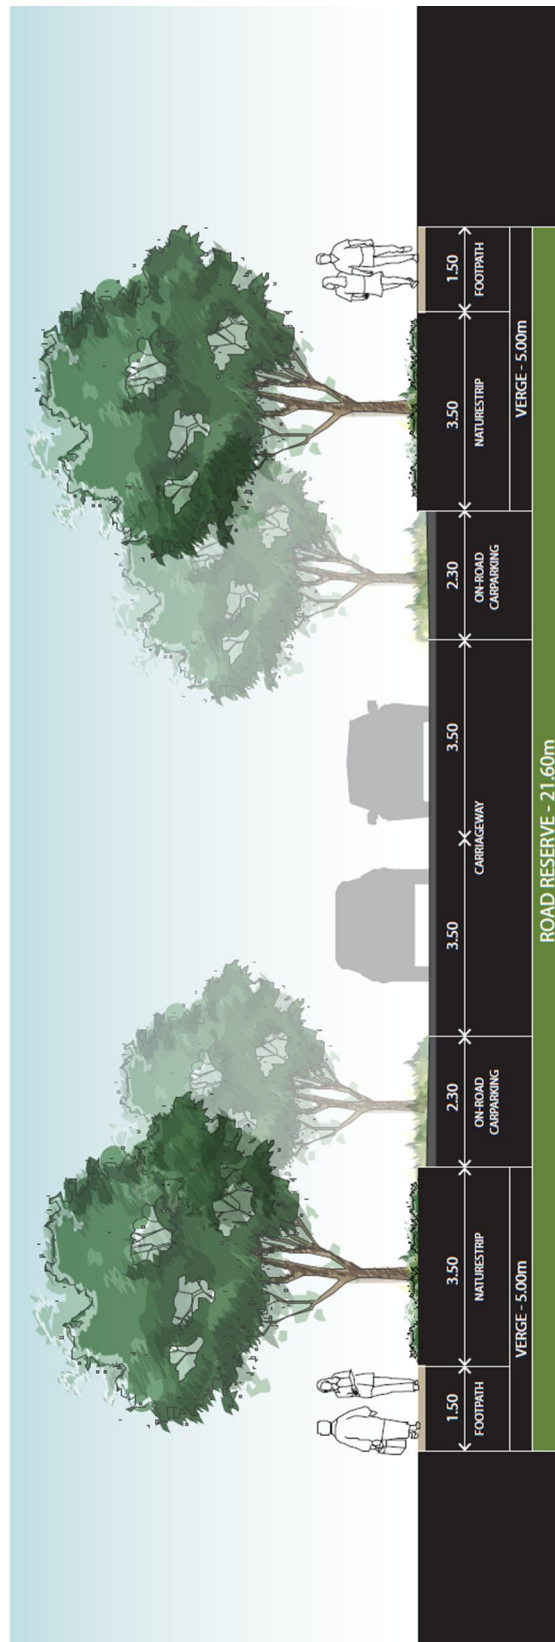 1.50
3.50
2.30
3.50
3.50
2.30
3.50
1.50
FOOTPATH
NATURESTRIP
ON-ROAD
CARPARKING
CARRIAGEWAY
ON-ROAD
CARPARKING
NATURESTRIP
FOOTPATH
VERGE - 5.00m
VERGE - 5.00m
ROAD RESERVE - 21.60m